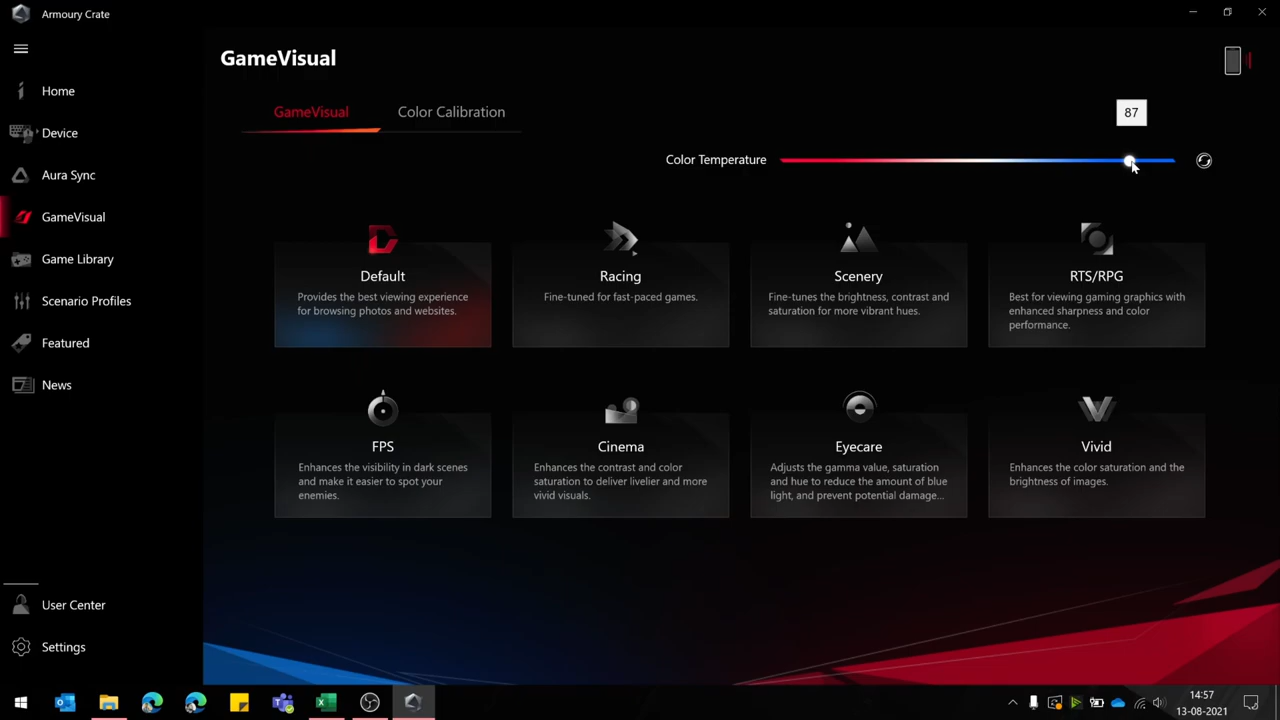 Armoury Crate
GameVisual
Home
Device
Aura Sync
GameVisual
Game Library
Scenario Profiles
Featured
News
User Center
Settings
GameVisual
Color Calibration
87
Color Temperature
Default
Provides the best viewing experience
for browsing photos and websites.
Racing
Fine-tuned for fast-paced games.
Scenery
Fine-tunes the brightness, contrast and
saturation for more vibrant hues.
RTS/RPG
Best for viewing gaming graphics with
enhanced sharpness and color
performance.
FPS
Enhances the visibility in dark scenes
and make it easier to spot your
enemies.
Cinema
Enhances the contrast and color
saturation to deliver livelier and more
vivid visuals.
Eyecare
Adjusts the gamma value, saturation
and hue to reduce the amount of blue
light, and prevent potential damage...
Vivid
Enhances the color saturation and the
brightness of images.
14:57
13-08-2021